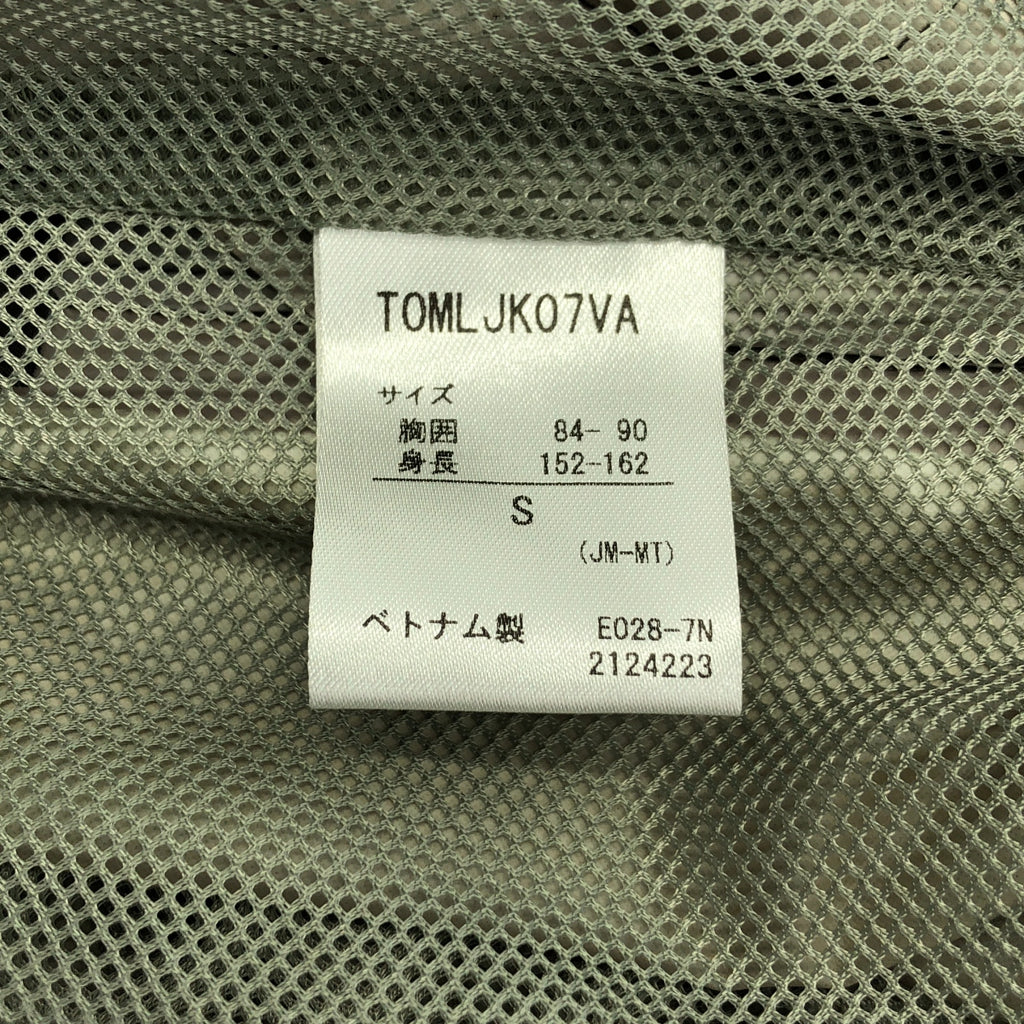 TOMLJK07VA
サイズ
胸囲 84- 90
身長 152-162
S
(JM-MT)
ベトナム製 E028-7N
2124223